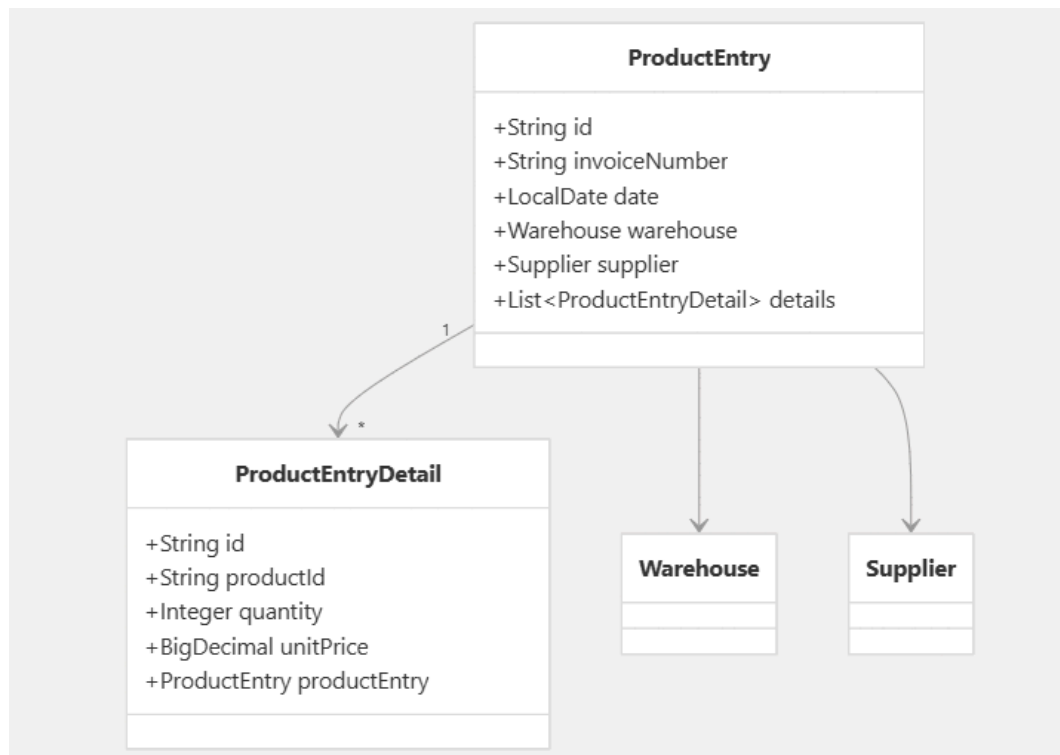 ProductEntry
+String id
+String invoiceNumber
+LocalDate date
+Warehouse warehouse
+Supplier supplier
+List<ProductEntryDetail> details
1
*
ProductEntryDetail
+String id
+String productId
+Integer quantity
+BigDecimal unitPrice
+ProductEntry productEntry
Warehouse
Supplier